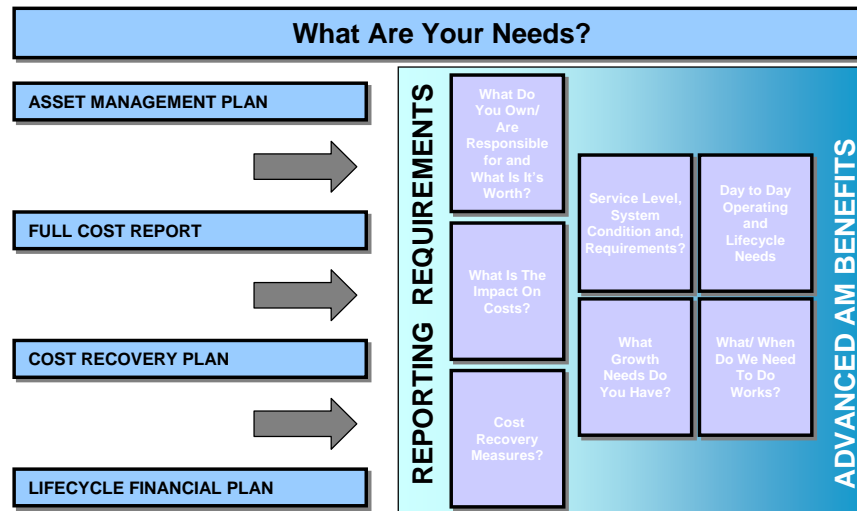 What Are Your Needs?
ASSET MANAGEMENT PLAN
FULL COST REPORT
COST RECOVERY PLAN
LIFECYCLE FINANCIAL PLAN
REPORTING REQUIREMENTS
What Do
You Own/
Are
Responsible
for and
What Is It's
Worth?
What Is The
Impact On
Costs?
Cost
Recovery
Measures?
Service Level,
System
Condition and,
Requirements?
Day to Day
Operating
and
Lifecycle
Needs
What
Growth
Needs Do
You Have?
What/ When
Do We Need
To Do
Works?
ADVANCED AM BENEFITS